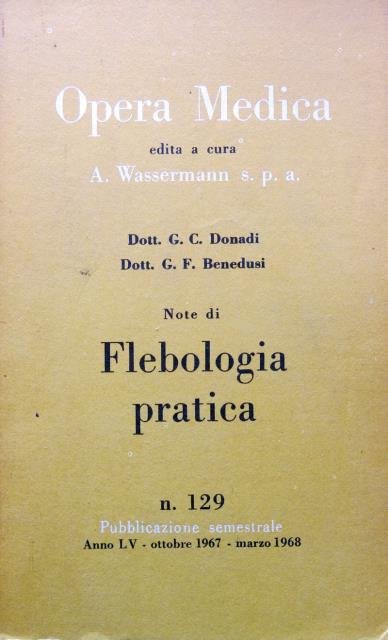 Opera Medica
edita a cura
A. Wassermann s. p. a.
Dott. G. C. Donadi
Dott. G. F. Benedusi
Note di
Flebologia
pratica
n. 129
Pubblicazione semestrale
Anno LV - ottobre 1967 - marzo 1968